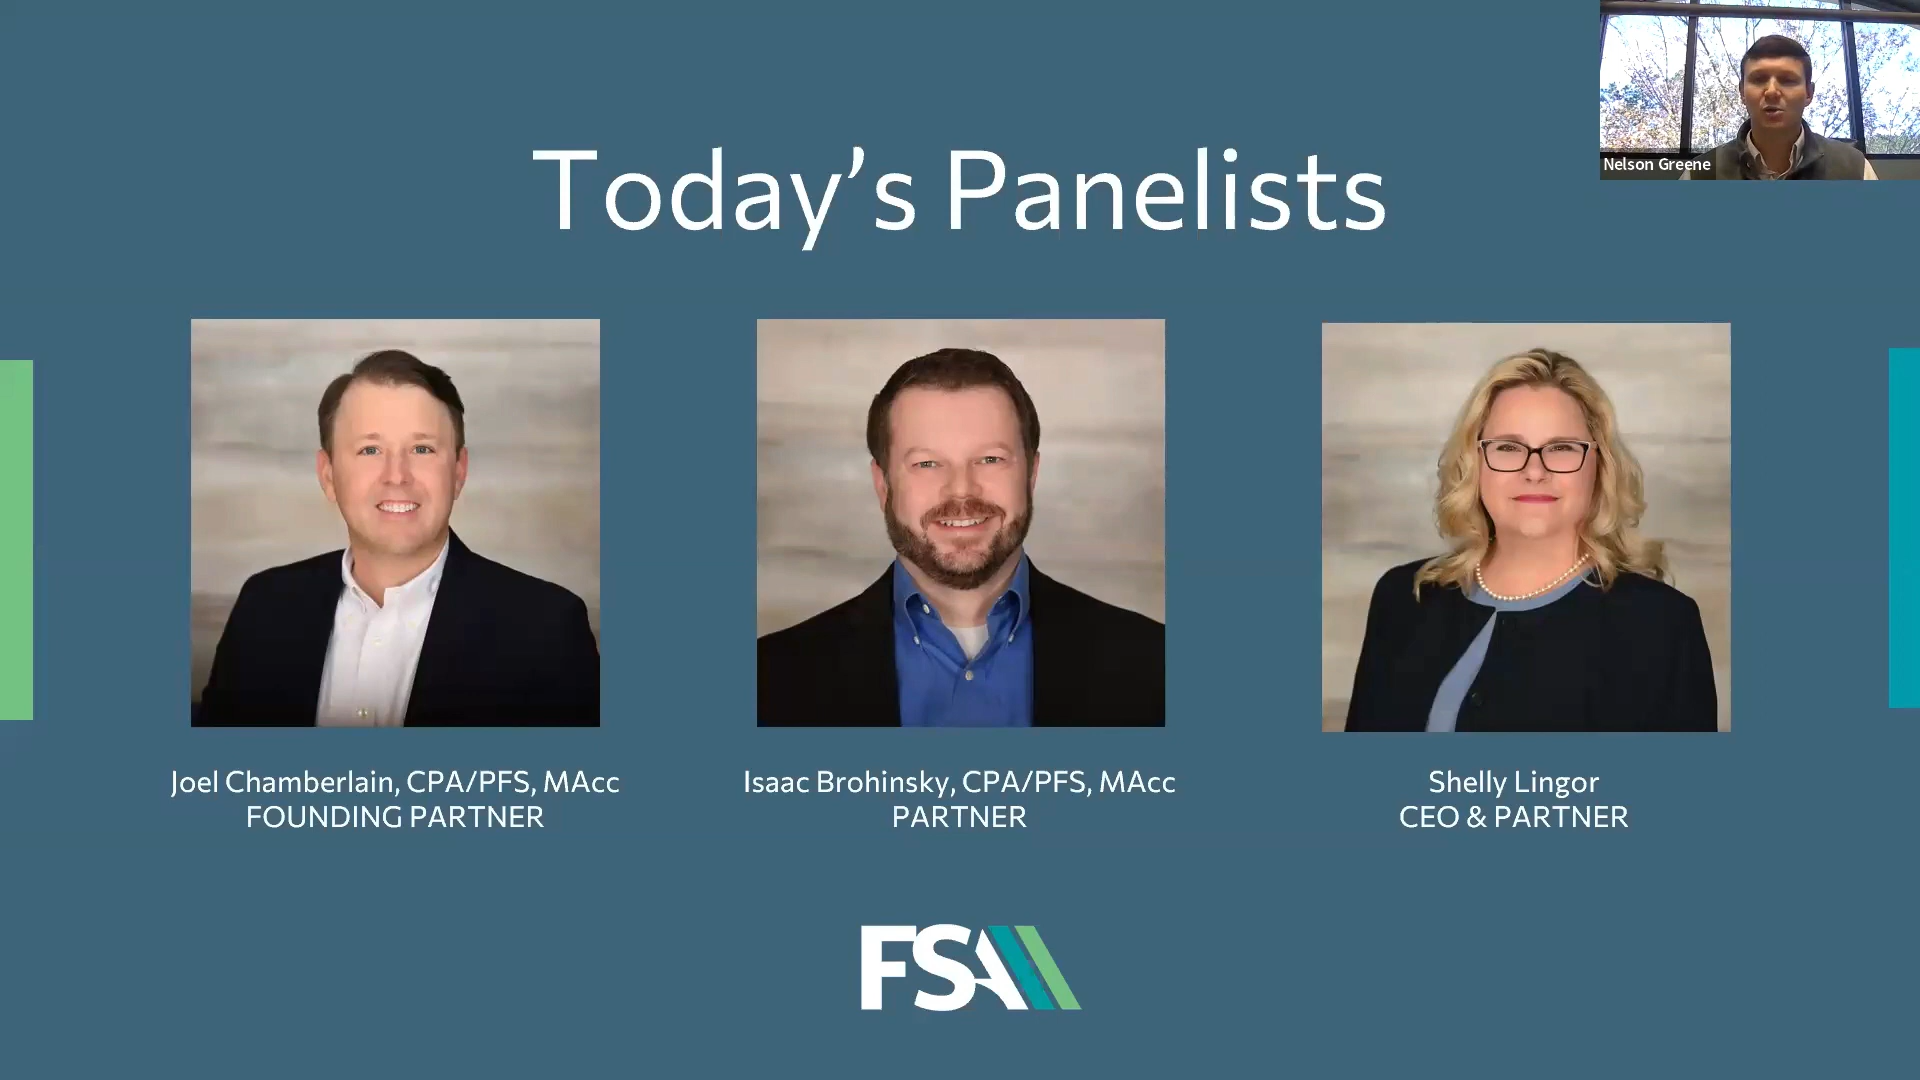 Today's Panelists
Nelson Greene
Joel Chamberlain, CPA/PFS, MAcc
FOUNDING PARTNER
Isaac Brohinsky, CPA/PFS, MAcc
PARTNER
Shelly Lingor
CEO & PARTNER
FSA